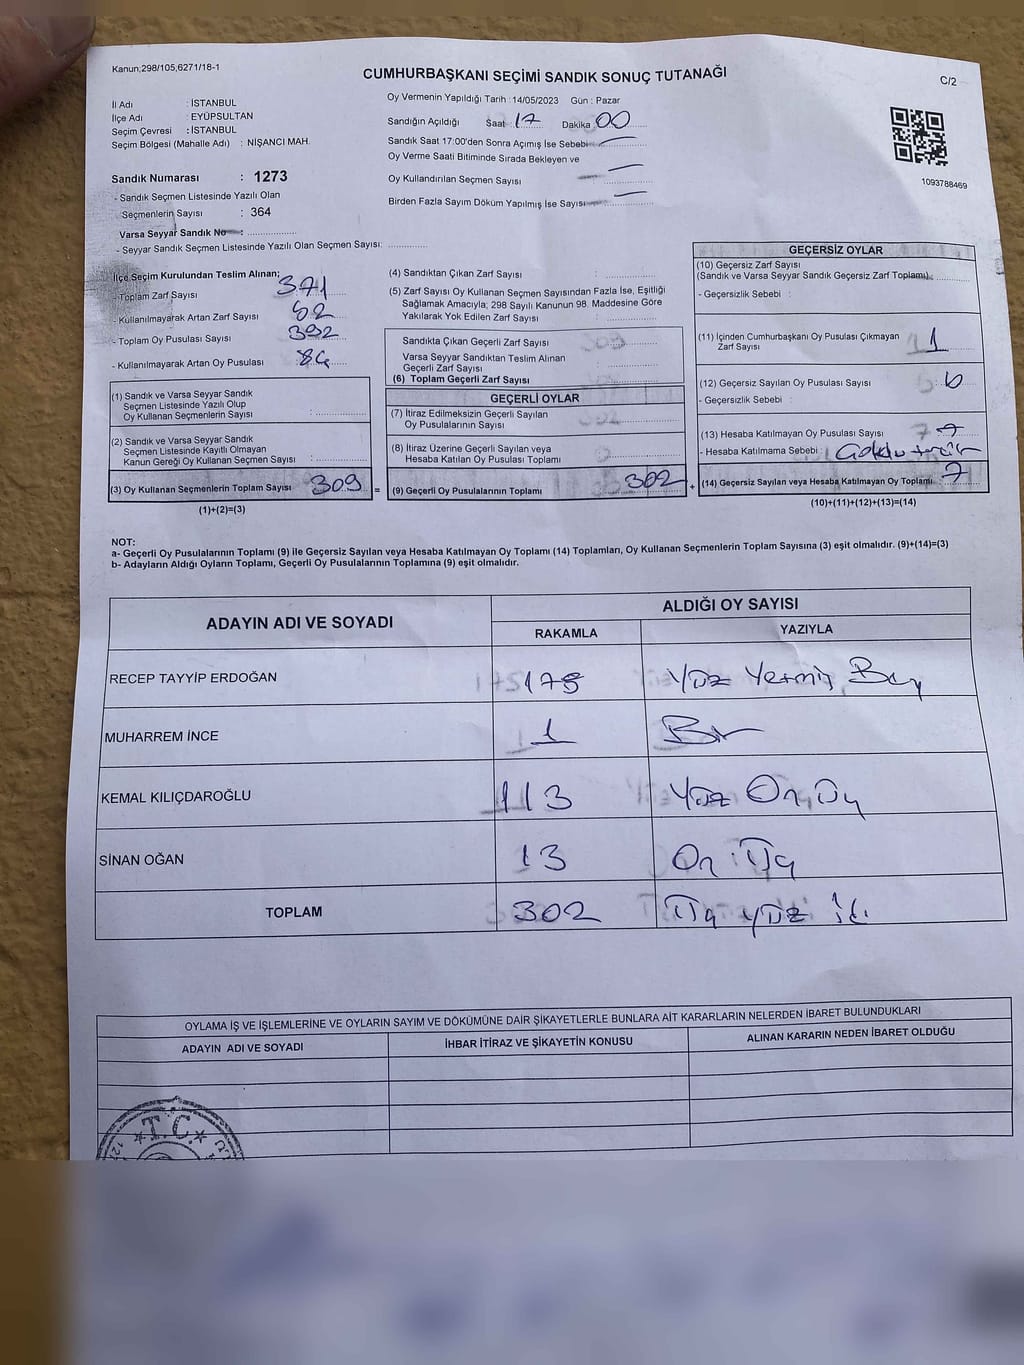 Kanun,298/105,6271/18-1
CUMHURBAŞKANI SEÇİMİ SANDIK SONUÇ TUTANAĞI
C/2
İl Adı : İSTANBUL
İlçe Adı : EYÜPSULTAN
Seçim Çevresi : İSTANBUL
Seçim Bölgesi (Mahalle Adı) : NİŞANCI MAH.
Oy Vermenin Yapıldığı Tarih : 14/05/2023 Gün : Pazar
Sandığın Açıldığı Saat : 17 Dakika 00
Sandık Saat 17:00'den Sonra Açımış İse Sebebi
Oy Verme Saati Bitiminde Sırada Bekleyen ve
Oy Kullandırılan Seçmen Sayısı
Birden Fazla Sayım Döküm Yapılmış İse Sayısı
1093788469
Sandık Numarası : 1273
- Sandık Seçmen Listesinde Yazılı Olan
Seçmenlerin Sayısı : 364
Varsa Seyyar Sandık No :
- Seyyar Sandık Seçmen Listesinde Yazılı Olan Seçmen Sayısı:
İlçe Seçim Kurulundan Teslim Alınan;
- Toplam Zarf Sayısı 371
- Kullanılmayarak Artan Zarf Sayısı 62
- Toplam Oy Pusulası Sayısı 392
- Kullanılmayarak Artan Oy Pusulası
(1) Sandık ve Varsa Seyyar Sandık
Seçmen Listesinde Yazılı Olup
Oy Kullanan Seçmenlerin Sayısı :
(2) Sandık ve Varsa Seyyar Sandık
Seçmen Listesinde Kayıtlı Olmayan
Kanun Gereği Oy Kullanan Seçmen Sayısı :
(3) Oy Kullanan Seçmenlerin Toplam Sayısı 309
(1)+(2)=(3)
(4) Sandıktan Çıkan Zarf Sayısı :
(5) Zarf Sayısı Oy Kullanan Seçmen Sayısından Fazla İse, Eşitliği
Sağlamak Amacıyla; 298 Sayılı Kanunun 98. Maddesine Göre
Yakılarak Yok Edilen Zarf Sayısı :
Sandıkta Çıkan Geçerli Zarf Sayısı
Varsa Seyyar Sandıktan Teslim Alınan
Geçerli Zarf Sayısı
(6) Toplam Geçerli Zarf Sayısı
GEÇERLİ OYLAR
(7) İtiraz Edilmeksizin Geçerli Sayılan
Oy Pusulalarının Sayısı
(8) İtiraz Üzerine Geçerli Sayılan veya
Hesaba Katılan Oy Pusulası Toplamı
= (9) Geçerli Oy Pusulalarının Toplamı 302
GEÇERSİZ OYLAR
(10) Geçersiz Zarf Sayısı
(Sandık ve Varsa Seyyar Sandık Geçersiz Zarf Toplamı)
- Geçersizlik Sebebi :
(11) İçinden Cumhurbaşkanı Oy Pusulası Çıkmayan
Zarf Sayısı : 1
(12) Geçersiz Sayılan Oy Pusulası Sayısı : 6
- Geçersizlik Sebebi :
(13) Hesaba Katılmayan Oy Pusulası Sayısı
- Hesaba Katılmama Sebebi :
+ (14) Geçersiz Sayılan veya Hesaba Katılmayan Oy Toplamı : 7
(10)+(11)+(12)+(13)=(14)
NOT:
a- Geçerli Oy Pusulalarının Toplamı (9) ile Geçersiz Sayılan veya Hesaba Katılmayan Oy Toplamı (14) Toplamları, Oy Kullanan Seçmenlerin Toplam Sayısına (3) eşit olmalıdır. (9)+(14)=(3)
b- Adayların Aldığı Oyların Toplamı, Geçerli Oy Pusulalarının Toplamına (9) eşit olmalıdır.
ADAYIN ADI VE SOYADI
ALDIĞI OY SAYISI
RAKAMLA YAZIYLA
RECEP TAYYİP ERDOĞAN 175 Yüz Yetmiş Beş
MUHARREM İNCE 1 Bir
KEMAL KILIÇDAROĞLU 113 Yüz On Üç
SİNAN OĞAN 13 On Üç
TOPLAM 302 Üç yüz iki
OYLAMA İŞ VE İŞLEMLERİNE VE OYLARIN SAYIM VE DÖKÜMÜNE DAİR ŞİKAYETLERLE BUNLARA AİT KARARLARIN NELERDEN İBARET BULUNDUKLARI
ADAYIN ADI VE SOYADI İHBAR İTİRAZ VE ŞİKAYETİN KONUSU ALINAN KARARIN NEDEN İBARET OLDUĞU
T.C.